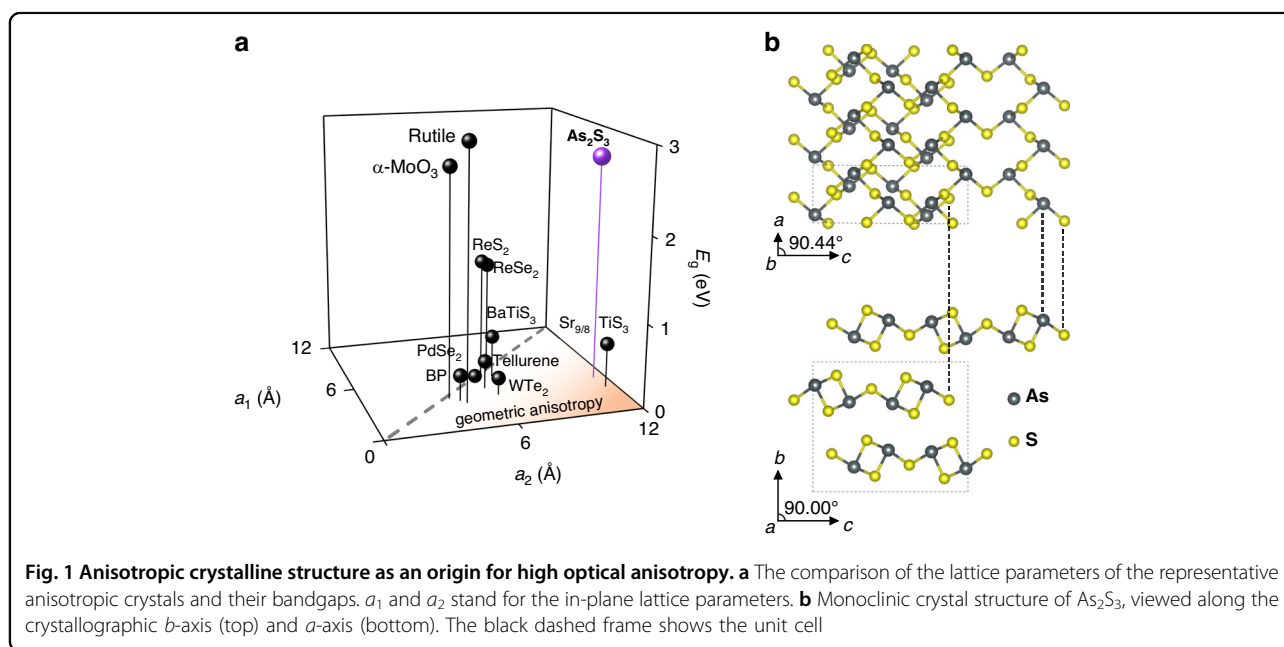 a
b
Rutile
As₂S₃
3
α-MoO₃
2
ReS₂
ReSe₂
E_g (eV)
BaTiS₃
Sr₉/₈ TiS₃
1
12
PdSe₂
Tellurene
BP
WTe₂
6
a₁ (Å)
geometric anisotropy
0
12
0
6
a₂ (Å)
a
90.44°
b
c
As
S
b
90.00°
a
c
Fig. 1 Anisotropic crystalline structure as an origin for high optical anisotropy. a The comparison of the lattice parameters of the representative
anisotropic crystals and their bandgaps. a₁ and a₂ stand for the in-plane lattice parameters. b Monoclinic crystal structure of As₂S₃, viewed along the
crystallographic b-axis (top) and a-axis (bottom). The black dashed frame shows the unit cell